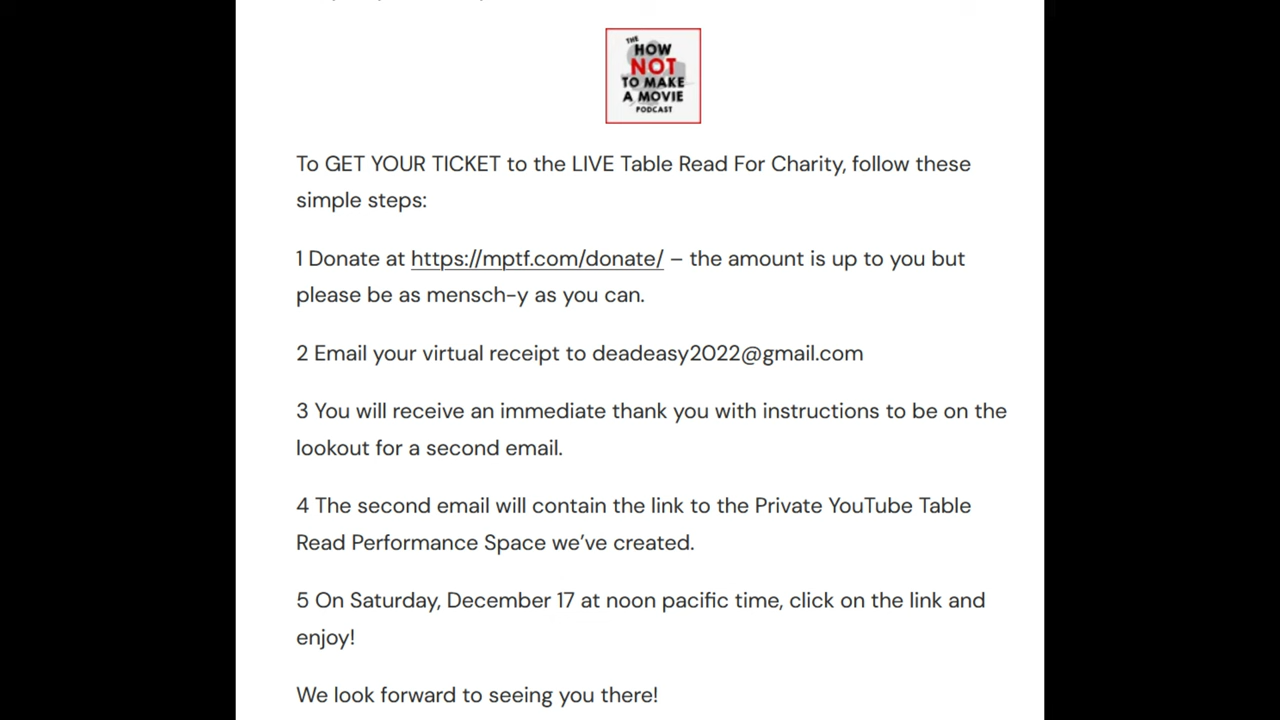 THE
HOW
NOT
TO MAKE
A MOVIE
PODCAST
To GET YOUR TICKET to the LIVE Table Read For Charity, follow these
simple steps:
1 Donate at https://mptf.com/donate/ – the amount is up to you but
please be as mensch-y as you can.
2 Email your virtual receipt to deadeasy2022@gmail.com
3 You will receive an immediate thank you with instructions to be on the
lookout for a second email.
4 The second email will contain the link to the Private YouTube Table
Read Performance Space we’ve created.
5 On Saturday, December 17 at noon pacific time, click on the link and
enjoy!
We look forward to seeing you there!